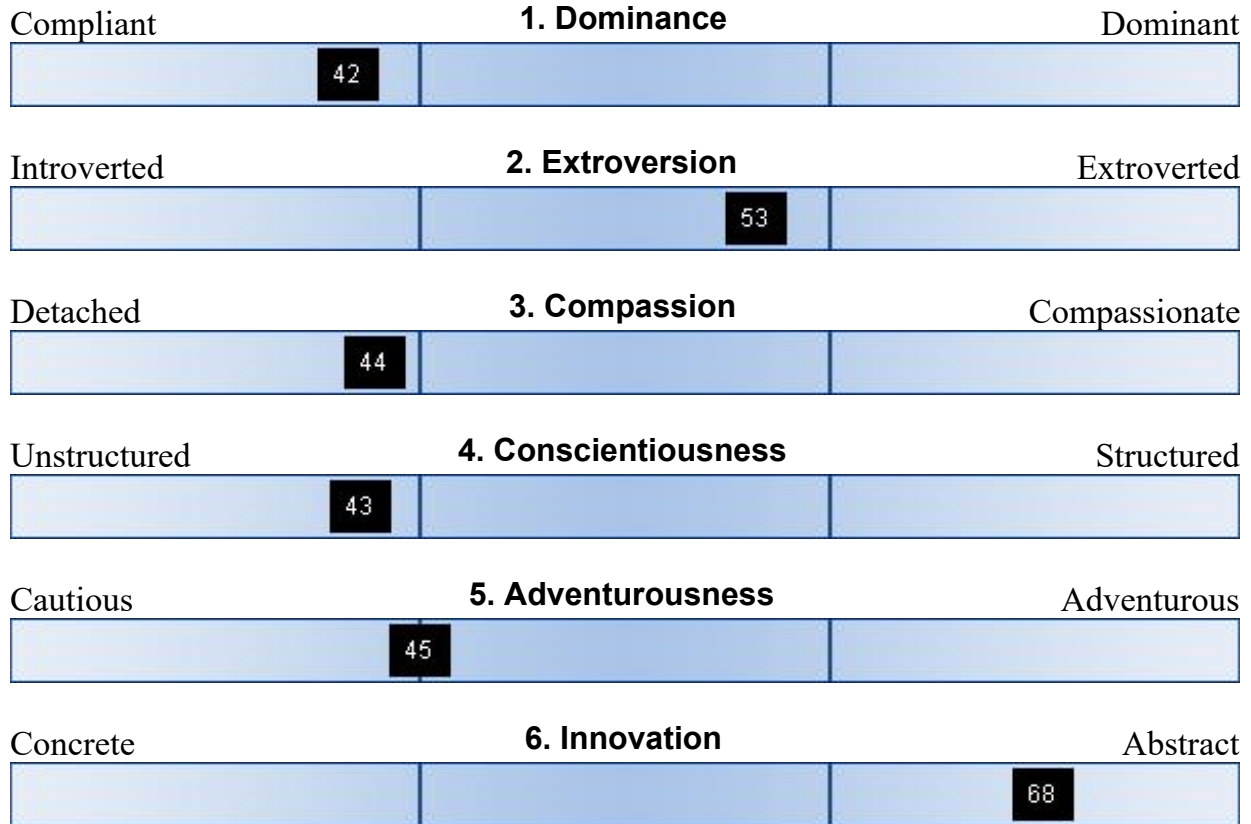 Compliant 1. Dominance Dominant
42
Introverted 2. Extroversion Extroverted
53
Detached 3. Compassion Compassionate
44
Unstructured 4. Conscientiousness Structured
43
Cautious 5. Adventurousness Adventurous
45
Concrete 6. Innovation Abstract
68